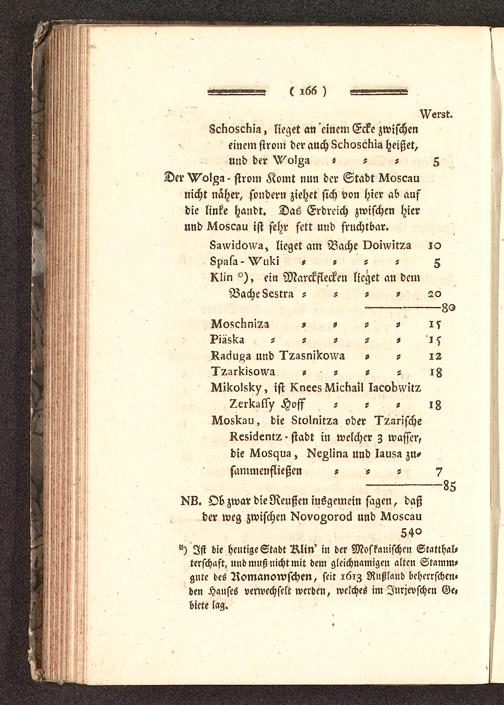 ( 166 )
Werst.
Schoschia, lieget an einem Ecke zwischen
einem strom der auch Schoschia heißet,
und der Wolga = = = 5
Der Wolga-strom Komt nun der Stadt Moscau
nicht näher, sondern ziehet sich von hier ab auf
die linke handt. Das Erdreich zwischen hier
und Moscau ist sehr fett und fruchtbar.
Sawidowa, lieget am Bache Doiwitza 10
Spasa-Wuki = = = = 5
Klin *), ein Marckflecken lieget an dem
Bache Sestra = = = = 20
80
Moschniza = = = = 15
Piäska = = = = = 15
Raduga und Tzasnikowa = = 12
Tzarkisowa = = = = 18
Mikolsky, ist Knees Michail Iacobwitz
Zerkassy Hoff = = = 18
Moskau, die Stolnitza oder Tzarische
Residentz-stadt in welcher 3 wasser,
die Mosqua, Neglina und Iausa zu=
sammenfließen = = = 7
85
NB. Ob zwar die Reußen insgemein sagen, daß
der weg zwischen Novogorod und Moscau
540
*) Ist die heutige Stadt Klin in der Moskauischen Statthal=
terschaft, und muß nicht mit dem gleichnamigen alten Stamm=
gute des Romanowschen, seit 1613 Rußland beherrschen=
den Hauses verwechselt werden, welches im Jurjevschen Ge=
biete lag.